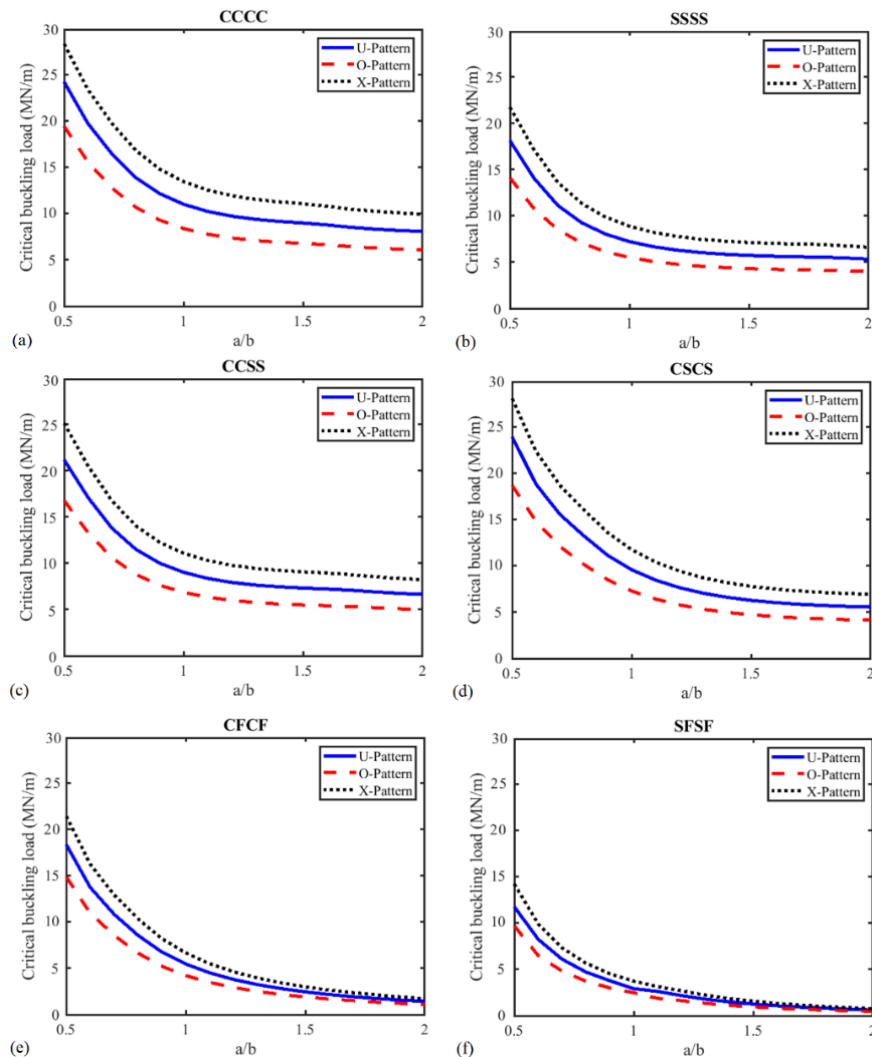 CCCC
Critical buckling load (MN/m)
30
25
20
15
10
5
0
U-Pattern
O-Pattern
X-Pattern
0.5
1
1.5
2
a/b
(a)
SSSS
Critical buckling load (MN/m)
30
25
20
15
10
5
0
U-Pattern
O-Pattern
X-Pattern
0.5
1
1.5
2
a/b
(b)
CCSS
Critical buckling load (MN/m)
30
25
20
15
10
5
0
U-Pattern
O-Pattern
X-Pattern
0.5
1
1.5
2
a/b
(c)
CSCS
Critical buckling load (MN/m)
30
25
20
15
10
5
0
U-Pattern
O-Pattern
X-Pattern
0.5
1
1.5
2
a/b
(d)
CFCF
Critical buckling load (MN/m)
30
25
20
15
10
5
0
U-Pattern
O-Pattern
X-Pattern
0.5
1
1.5
2
a/b
(e)
SFSF
Critical buckling load (MN/m)
30
25
20
15
10
5
0
U-Pattern
O-Pattern
X-Pattern
0.5
1
1.5
2
a/b
(f)